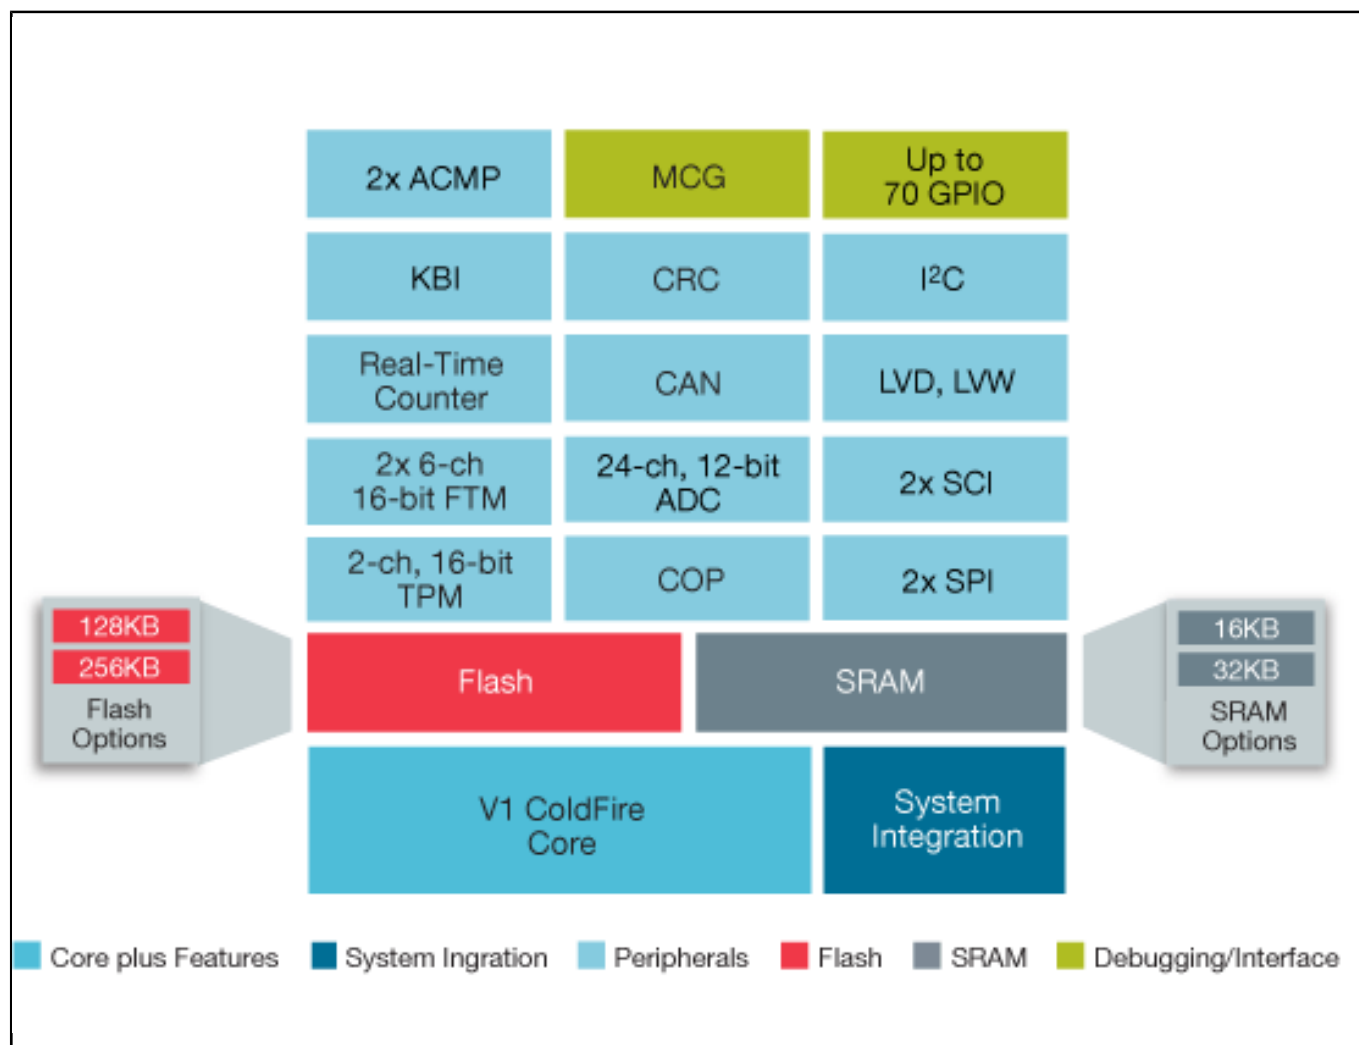 2x ACMP
MCG
Up to
70 GPIO
KBI
CRC
I²C
Real-Time
Counter
CAN
LVD, LVW
2x 6-ch
16-bit FTM
24-ch, 12-bit
ADC
2x SCI
2-ch, 16-bit
TPM
COP
2x SPI
128KB
256KB
Flash
Options
Flash
SRAM
16KB
32KB
SRAM
Options
V1 ColdFire
Core
System
Integration
Core plus Features
System Ingration
Peripherals
Flash
SRAM
Debugging/Interface